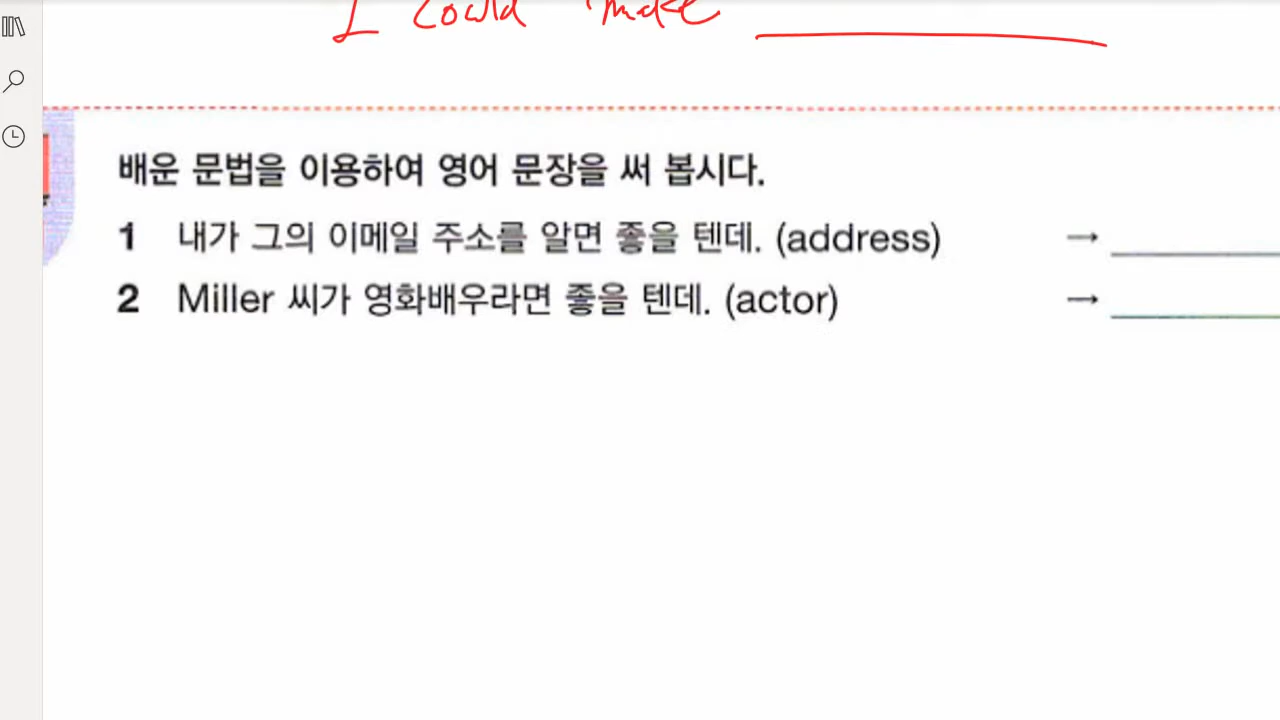 I could make
배운 문법을 이용하여 영어 문장을 써 봅시다.
1 내가 그의 이메일 주소를 알면 좋을 텐데. (address) →
2 Miller 씨가 영화배우라면 좋을 텐데. (actor) →